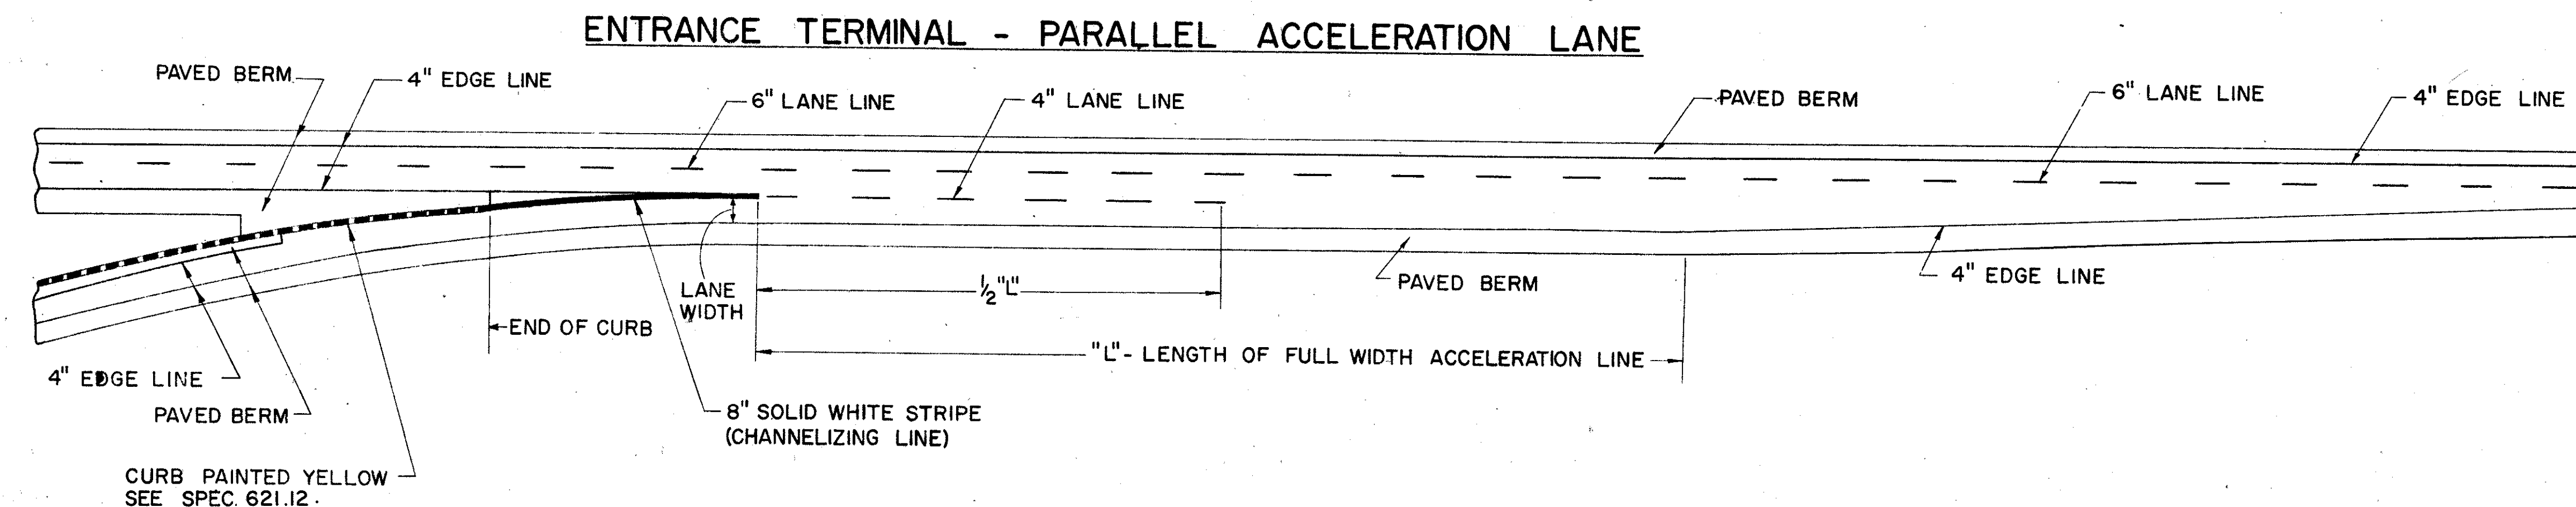 ENTRANCE TERMINAL - PARALLEL ACCELERATION LANE
PAVED BERM
4" EDGE LINE
6" LANE LINE
4" LANE LINE
PAVED BERM
6" LANE LINE
4" EDGE LINE
LANE
WIDTH
1/2 "L"
PAVED BERM
4" EDGE LINE
END OF CURB
"L" - LENGTH OF FULL WIDTH ACCELERATION LINE
4" EDGE LINE
PAVED BERM
8" SOLID WHITE STRIPE
(CHANNELIZING LINE)
CURB PAINTED YELLOW
SEE SPEC. 621.12.